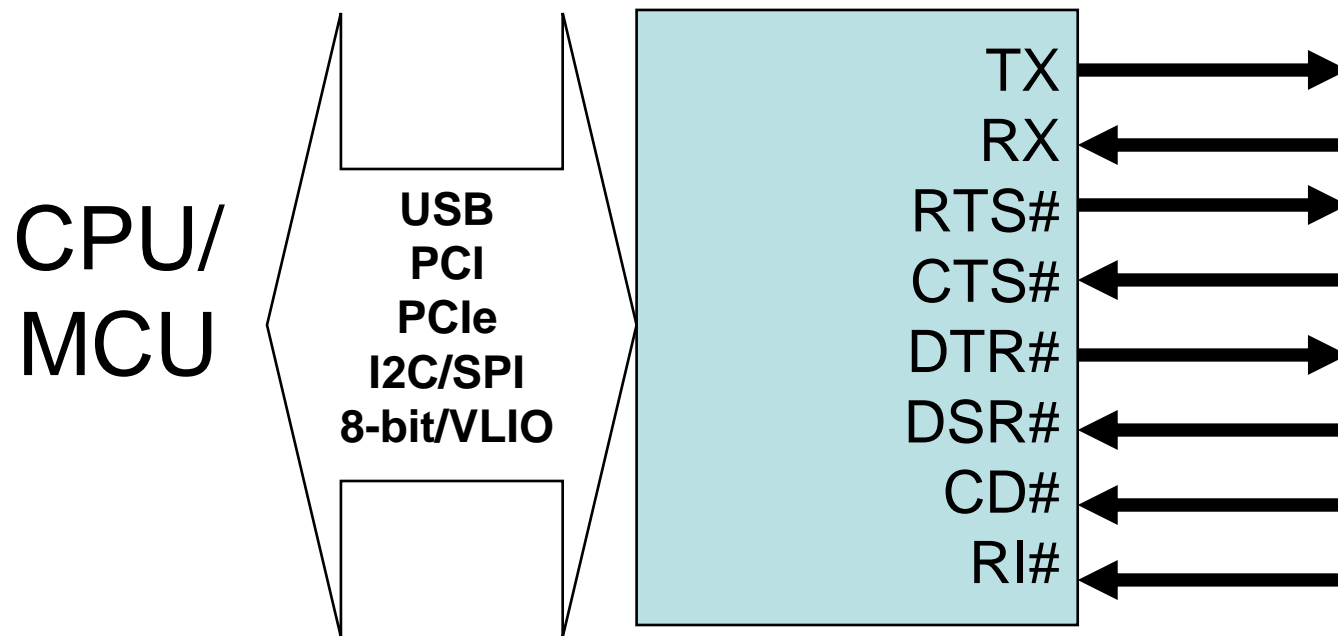 CPU/
MCU
USB
PCI
PCIe
I2C/SPI
8-bit/VLIO
TX
RX
RTS#
CTS#
DTR#
DSR#
CD#
RI#